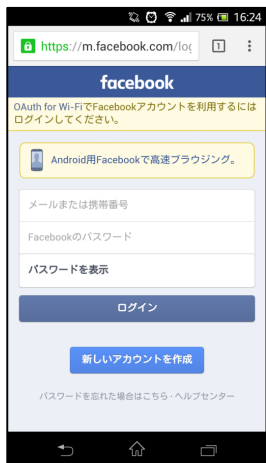 75% 16:24
https://m.facebook.com/log
1
facebook
OAuth for Wi-FiでFacebookアカウントを利用するには
ログインしてください。
Android用Facebookで高速ブラウジング。
メールまたは携帯番号
Facebookのパスワード
パスワードを表示
ログイン
新しいアカウントを作成
パスワードを忘れた場合はこちら · ヘルプセンター